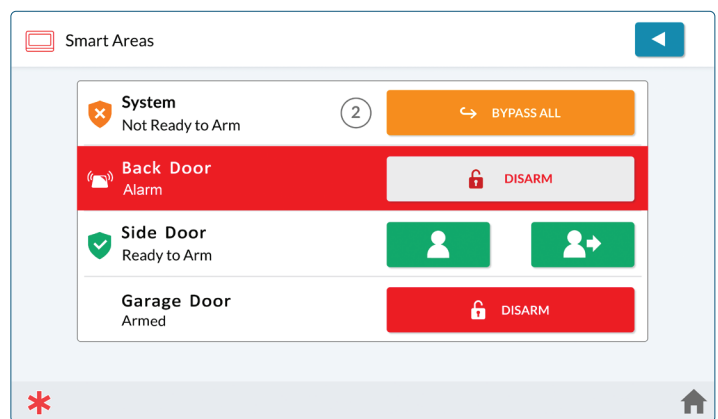 Smart Areas
System
Not Ready to Arm
2
BYPASS ALL
Back Door
Alarm
DISARM
Side Door
Ready to Arm
Garage Door
Armed
DISARM